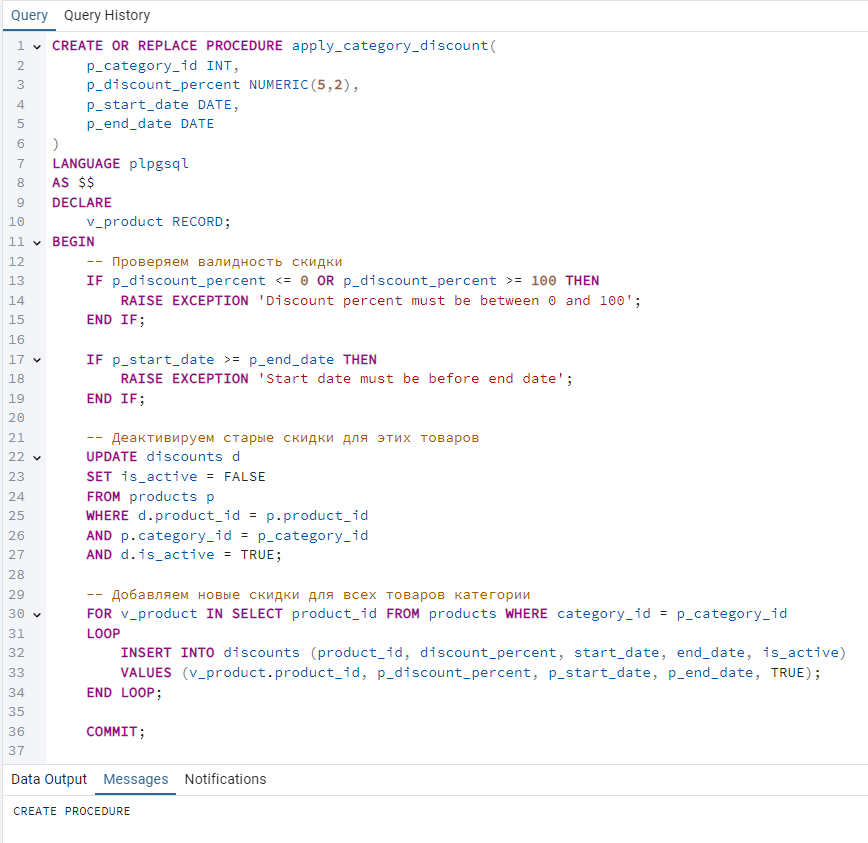 Query Query History
1 CREATE OR REPLACE PROCEDURE apply_category_discount(
2     p_category_id INT,
3     p_discount_percent NUMERIC(5,2),
4     p_start_date DATE,
5     p_end_date DATE
6 )
7 LANGUAGE plpgsql
8 AS $$
9 DECLARE
10     v_product RECORD;
11 BEGIN
12     -- Проверяем валидность скидки
13     IF p_discount_percent <= 0 OR p_discount_percent >= 100 THEN
14         RAISE EXCEPTION 'Discount percent must be between 0 and 100';
15     END IF;
16
17     IF p_start_date >= p_end_date THEN
18         RAISE EXCEPTION 'Start date must be before end date';
19     END IF;
20
21     -- Деактивируем старые скидки для этих товаров
22     UPDATE discounts d
23     SET is_active = FALSE
24     FROM products p
25     WHERE d.product_id = p.product_id
26     AND p.category_id = p_category_id
27     AND d.is_active = TRUE;
28
29     -- Добавляем новые скидки для всех товаров категории
30     FOR v_product IN SELECT product_id FROM products WHERE category_id = p_category_id
31     LOOP
32         INSERT INTO discounts (product_id, discount_percent, start_date, end_date, is_active)
33         VALUES (v_product.product_id, p_discount_percent, p_start_date, p_end_date, TRUE);
34     END LOOP;
35
36     COMMIT;
37
Data Output Messages Notifications
CREATE PROCEDURE